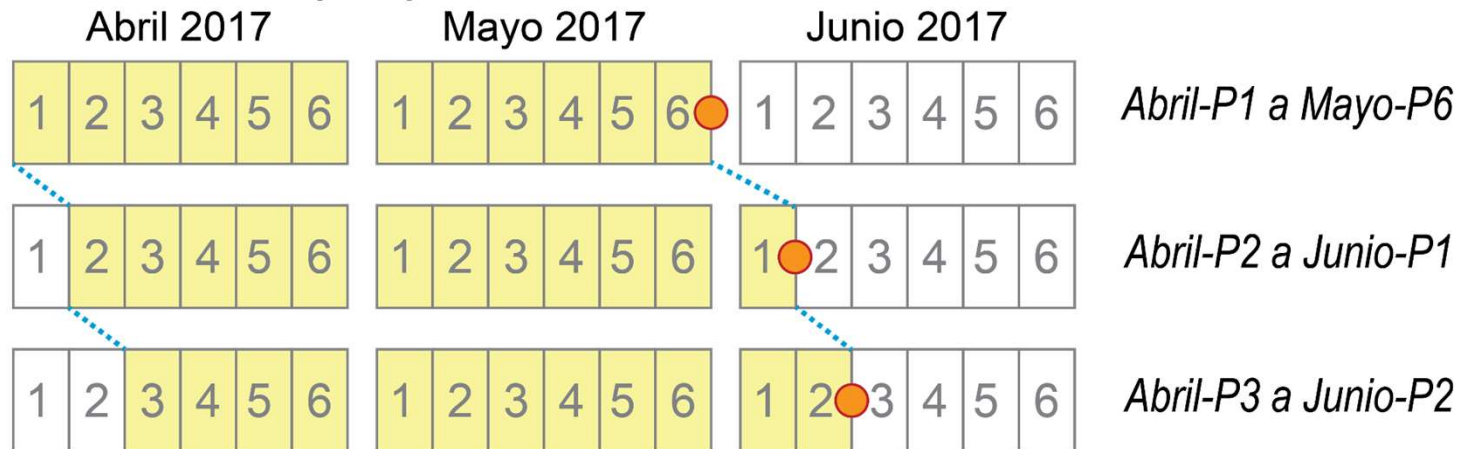 Abril 2017 Mayo 2017 Junio 2017
1 2 3 4 5 6 1 2 3 4 5 6 1 2 3 4 5 6 Abril-P1 a Mayo-P6
1 2 3 4 5 6 1 2 3 4 5 6 1 2 3 4 5 6 Abril-P2 a Junio-P1
1 2 3 4 5 6 1 2 3 4 5 6 1 2 3 4 5 6 Abril-P3 a Junio-P2